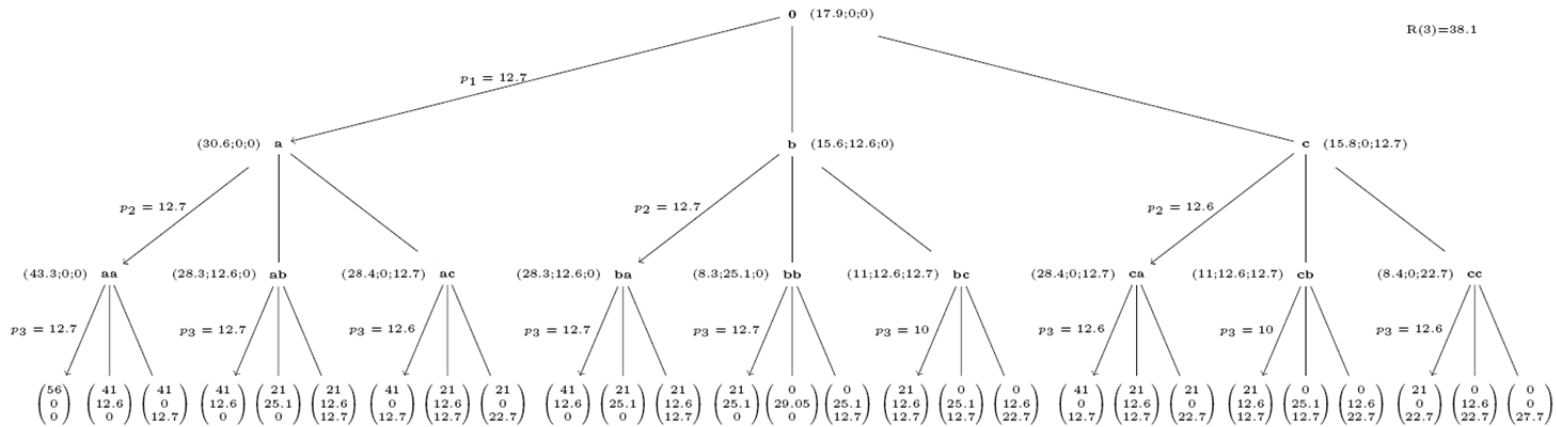 0 (17.9;0;0)
R(3)=38.1
p1 = 12.7
(30.6;0;0) a
b (15.6;12.6;0)
c (15.8;0;12.7)
p2 = 12.7
p2 = 12.7
p2 = 12.6
(43.3;0;0) aa
(28.3;12.6;0) ab
(28.4;0;12.7) ac
(28.3;12.6;0) ba
(8.3;25.1;0) bb
(11;12.6;12.7) bc
(28.4;0;12.7) ca
(11;12.6;12.7) cb
(8.4;0;22.7) cc
p3 = 12.7
p3 = 12.7
p3 = 12.6
p3 = 12.7
p3 = 12.7
p3 = 10
p3 = 12.6
p3 = 10
p3 = 12.6
56 41 41 41 21 21 41 21 21 41 21 21 21 0 0 21 0 0 41 21 21 21 0 0 21 0 0
0 12.6 0 12.6 25.1 12.6 0 12.6 0 12.6 25.1 12.6 25.1 29.05 25.1 12.6 25.1 12.6 0 12.6 0 12.6 25.1 12.6 0 12.6 0
0 0 12.7 0 0 12.7 12.7 12.7 22.7 0 0 12.7 0 0 12.7 12.7 12.7 22.7 12.7 12.7 22.7 12.7 12.7 22.7 22.7 22.7 27.7